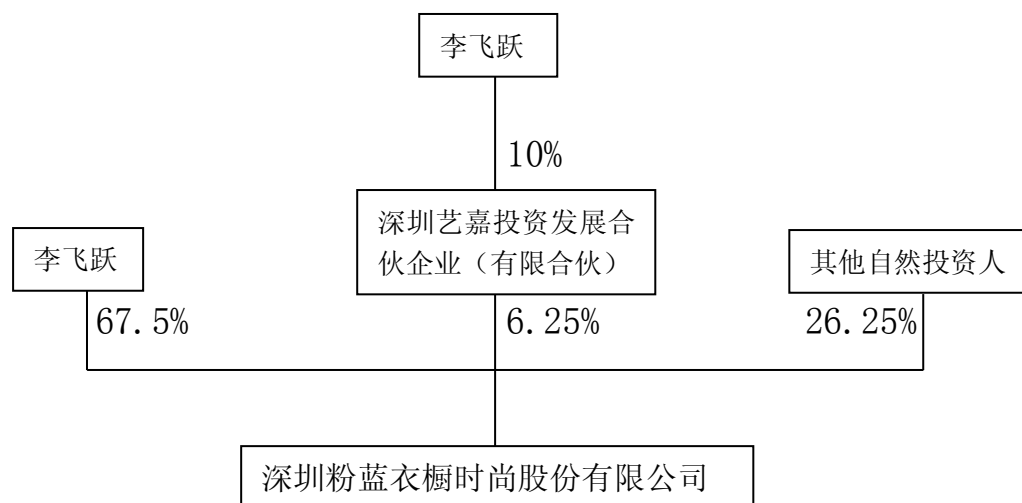 李飞跃
10%
深圳艺嘉投资发展合
伙企业（有限合伙）
李飞跃
其他自然投资人
67.5%
6.25%
26.25%
深圳粉蓝衣橱时尚股份有限公司